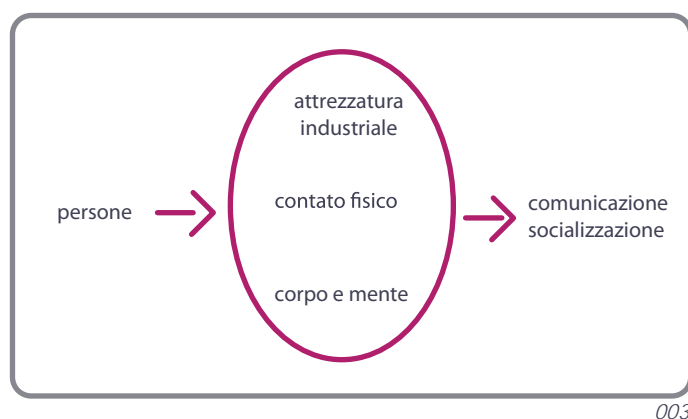 attrezzatura
industriale
persone
contato fisico
corpo e mente
comunicazione
socializzazione
003